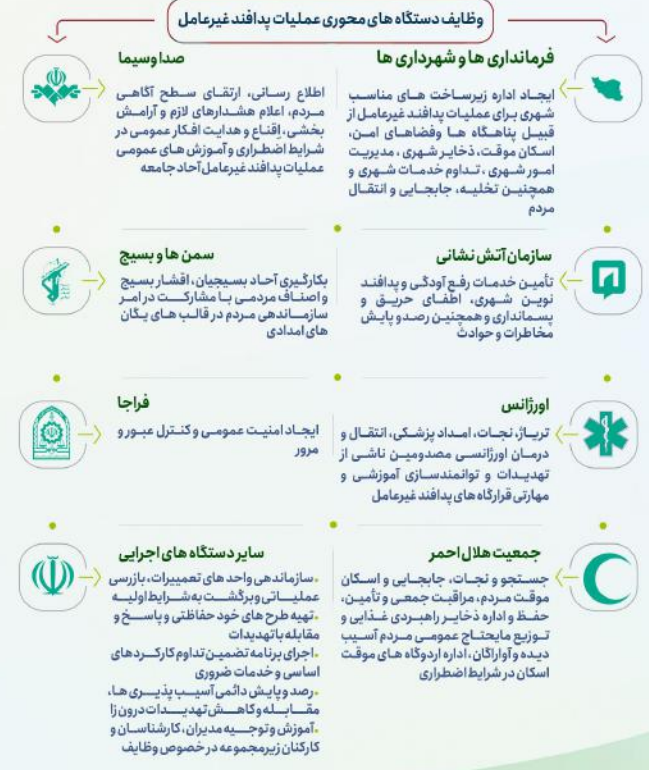 وظایف دستگاه های محوری عملیات پدافند غیرعامل
فرمانداری ها و شهرداری ها
ایجاد اداره زیرساخت های مناسب
شهری برای عملیات پدافند غیرعامل از
قبیل پناهگاه ها وفضاهای امن،
اسکان موقت، ذخایر شهری، مدیریت
امور شهری، تداوم خدمات شهری و
همچنین تخلیه، جابجایی و انتقال
مردم
صدا وسیما
اطلاع رسانی، ارتقای سطح آگاهی
مردم، اعلام هشدارهای لازم و آرامش
بخشی، اِقناع و هدایت افکار عمومی در
شرایط اضطراری و آموزش های عمومی
عملیات پدافند غیرعامل آحاد جامعه
سازمان آتش نشانی
تأمین خدمات رفع آودگی و پدافند
نوین شهری، اطفای حریق و
پسمانداری و همچنین رصد و پایش
مخاطرات و حوادث
سمن ها و بسیج
بکارگیری آحاد بسیجیان، اقشار بسیج
و اصناف مردمی با مشارکت در امر
سازماندهی مردم در قالب های یگان
های امدادی
اورژانس
تریاژ، نجات، امداد پزشکی، انتقال و
درمان اورژانسی مصدومین ناشی از
تهدیدات و توانمندسازی آموزشی و
مهارتی قرارگاه های پدافند غیرعامل
فراجا
ایجاد امنیت عمومی و کنترل عبور و
مرور
جمعیت هلال احمر
جستجو و نجات، جابجایی و اسکان
موقت مردم، مراقبت جمعی و تأمین،
حفظ و اداره ذخایر راهبردی غذایی و
توزیع مایحتاج عمومی مردم آسیب
دیده و آوارگان، اداره اردوگاه های موقت
اسکان در شرایط اضطراری
سایر دستگاه های اجرایی
.سازماندهی واحدهای تعمییرات، بازرسی
عملیاتی و برگشت به شرایط اولیه
.تهیه طرح های خود حفاظتی و پاسخ و
مقابله با تهدیدات
.اجرای برنامه تضمین تداوم کارکردهای
اساسی و خدمات ضروری
.رصد و پایش دائمی آسیب پذیری ها،
مقابله و کاهش تهدیدات درون زا
.آموزش و توجیه مدیران، کارشناسان و
کارکنان زیرمجموعه در خصوص وظایف